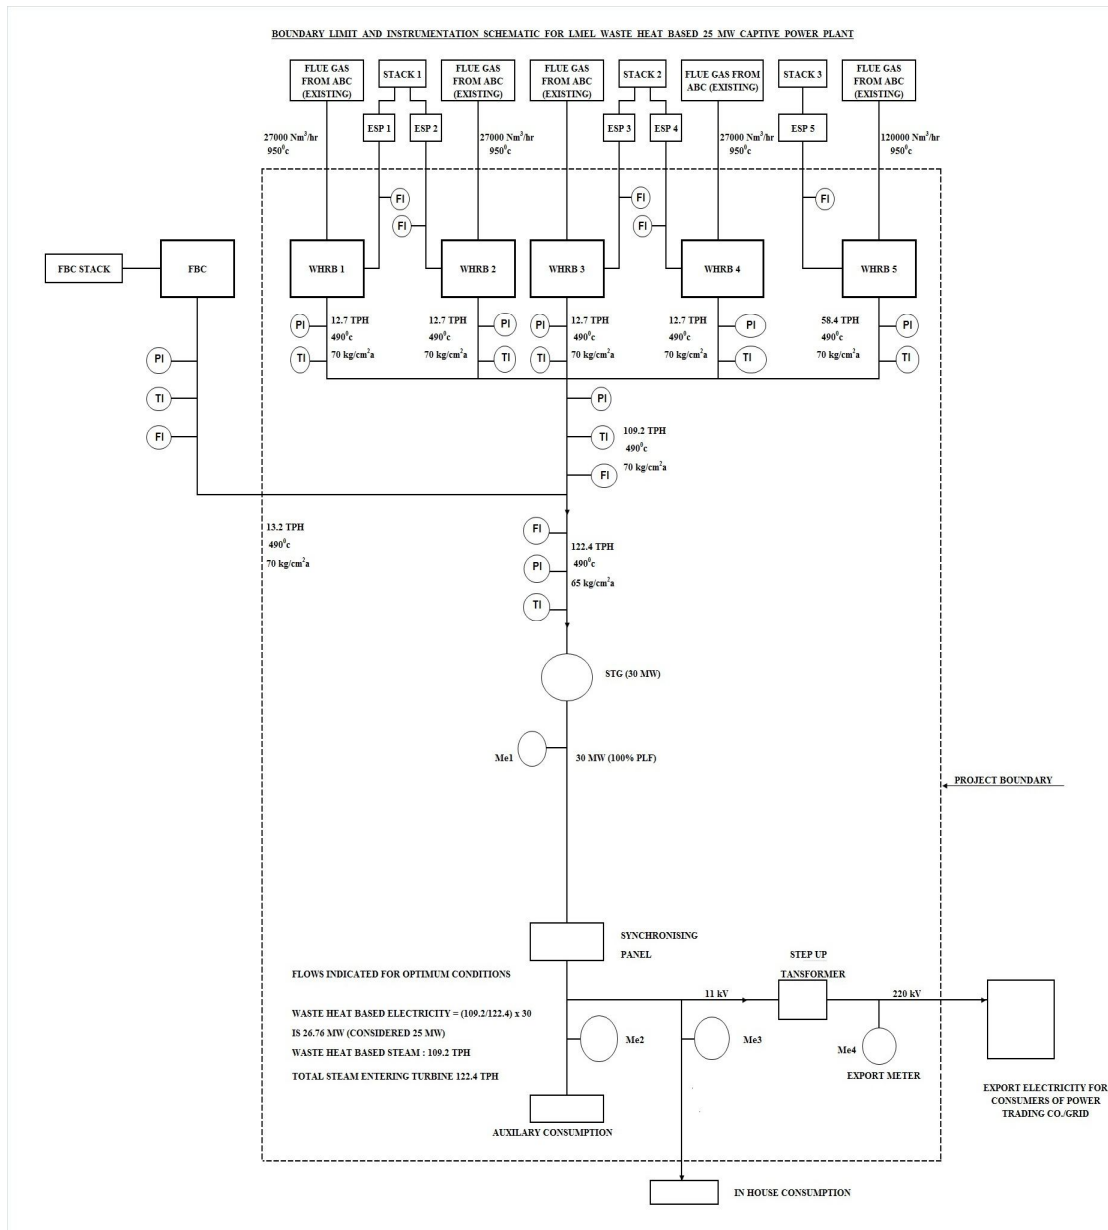 BOUNDARY LIMIT AND INSTRUMENTATION SCHEMATIC FOR LMEL WASTE HEAT BASED 25 MW CAPTIVE POWER PLANT
FLUE GAS
FROM ABC
(EXISTING)
STACK 1
FLUE GAS
FROM ABC
(EXISTING)
FLUE GAS
FROM ABC
(EXISTING)
STACK 2
FLUE GAS FROM
ABC (EXISTING)
STACK 3
FLUE GAS
FROM ABC
(EXISTING)
ESP 1
ESP 2
ESP 3
ESP 4
ESP 5
27000 Nm³/hr
950⁰c
27000 Nm³/hr
950⁰c
27000 Nm³/hr
950⁰c
120000 Nm³/hr
950⁰c
FI
FI
FI
FI
FI
FBC STACK
FBC
WHRB 1
WHRB 2
WHRB 3
WHRB 4
WHRB 5
PI
TI
12.7 TPH
490⁰c
70 kg/cm²a
12.7 TPH
490⁰c
70 kg/cm²a
PI
TI
PI
TI
12.7 TPH
490⁰c
70 kg/cm²a
12.7 TPH
490⁰c
70 kg/cm²a
PI
TI
58.4 TPH
490⁰c
70 kg/cm²a
PI
TI
PI
TI
FI
PI
TI
FI
109.2 TPH
490⁰c
70 kg/cm²a
13.2 TPH
490⁰c
70 kg/cm²a
FI
PI
TI
122.4 TPH
490⁰c
65 kg/cm²a
STG (30 MW)
Me1
30 MW (100% PLF)
PROJECT BOUNDARY
SYNCHRONISING
PANEL
STEP UP
TANSFORMER
FLOWS INDICATED FOR OPTIMUM CONDITIONS
11 kV
220 kV
WASTE HEAT BASED ELECTRICITY = (109.2/122.4) x 30
IS 26.76 MW (CONSIDERED 25 MW)
WASTE HEAT BASED STEAM : 109.2 TPH
TOTAL STEAM ENTERING TURBINE 122.4 TPH
Me2
Me3
Me4
EXPORT METER
EXPORT ELECTRICITY FOR
CONSUMERS OF POWER
TRADING CO./GRID
AUXILARY CONSUMPTION
IN HOUSE CONSUMPTION